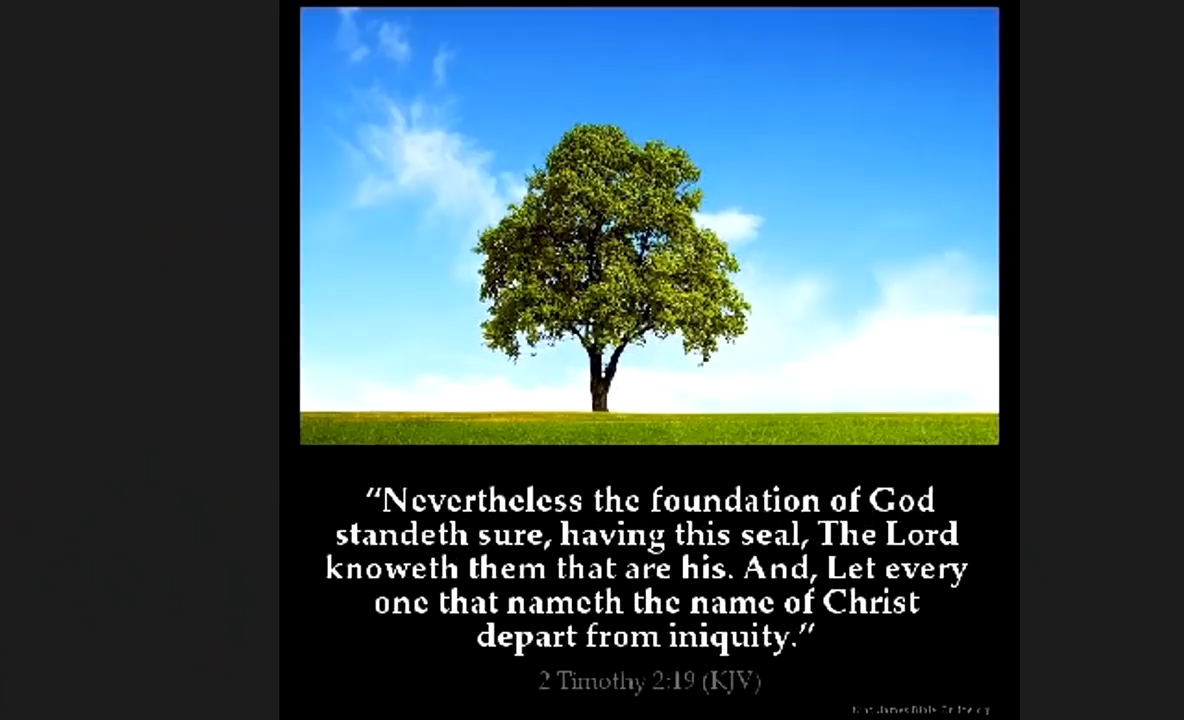 “Nevertheless the foundation of God
standeth sure, having this seal, The Lord
knoweth them that are his. And, Let every
one that nameth the name of Christ
depart from iniquity.”
2 Timothy 2:19 (KJV)